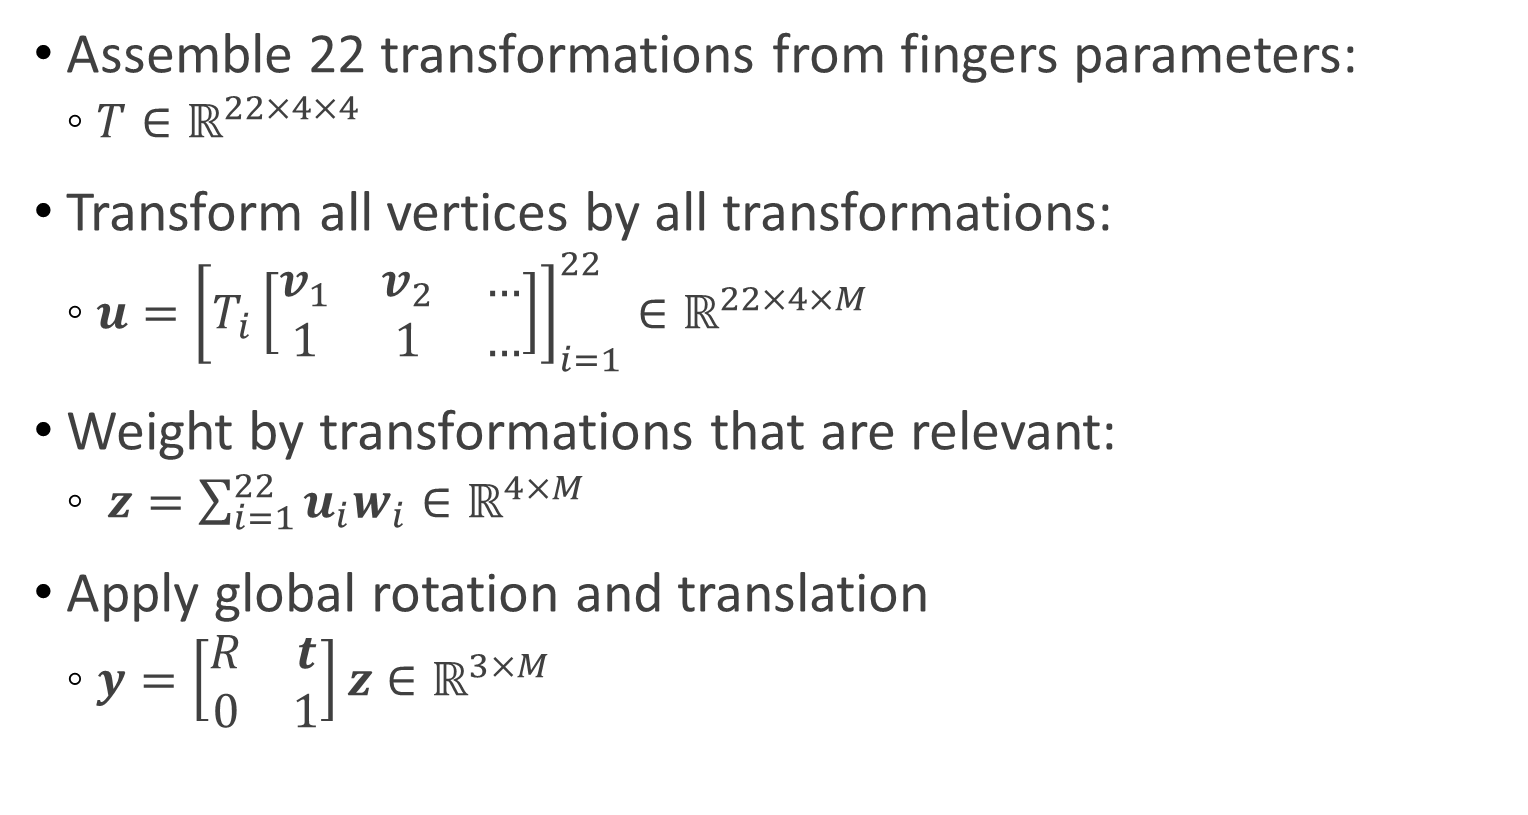 • Assemble 22 transformations from fingers parameters:
◦ T ∈ ℝ^{22×4×4}
• Transform all vertices by all transformations:
◦ 𝒖 = [T_i [𝒗_1 𝒗_2 … ; 1 1 …]]_{i=1}^{22} ∈ ℝ^{22×4×M}
• Weight by transformations that are relevant:
◦ 𝒛 = ∑_{i=1}^{22} 𝒖_i 𝒘_i ∈ ℝ^{4×M}
• Apply global rotation and translation
◦ 𝒚 = [R 𝒕 ; 0 1] 𝒛 ∈ ℝ^{3×M}